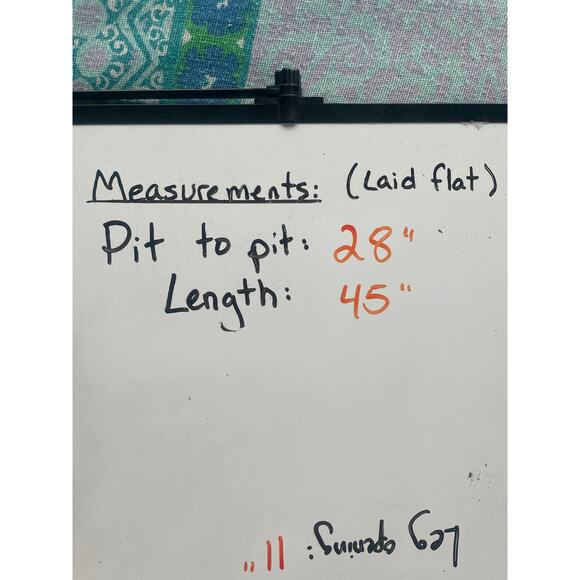 Measurements: (Laid flat)
Pit to pit: 28"
Length: 45"
Leg opening: 11"